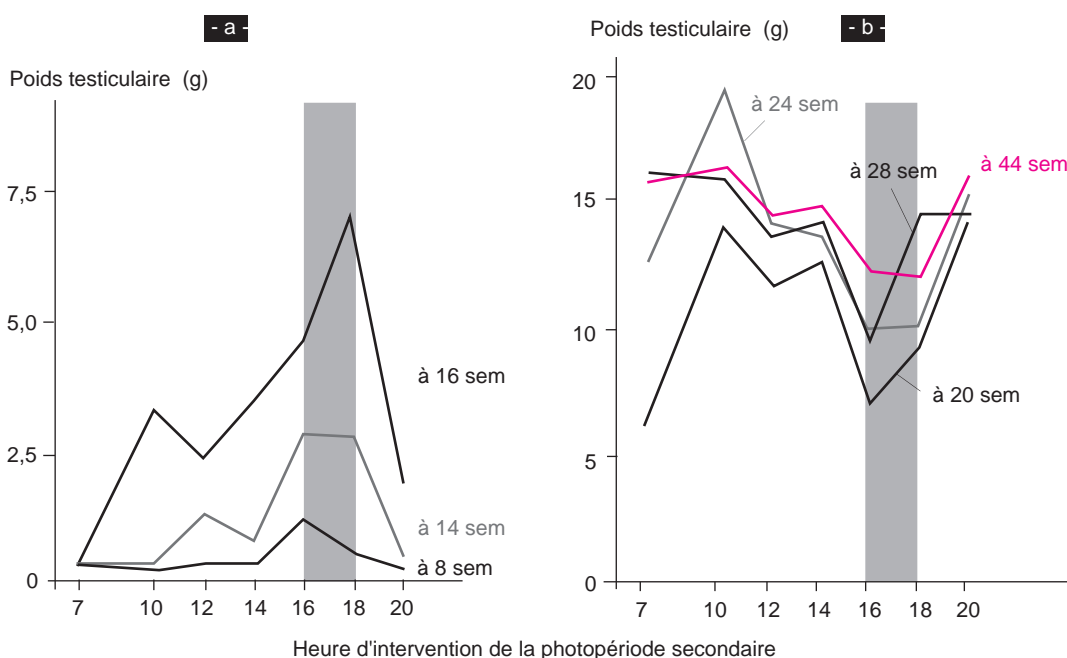 - a -
Poids testiculaire (g)
7,5
5,0
2,5
0
à 16 sem
à 14 sem
à 8 sem
7 10 12 14 16 18 20
Poids testiculaire (g)
- b -
20
15
10
5
0
à 24 sem
à 28 sem
à 44 sem
à 20 sem
7 10 12 14 16 18 20
Heure d'intervention de la photopériode secondaire